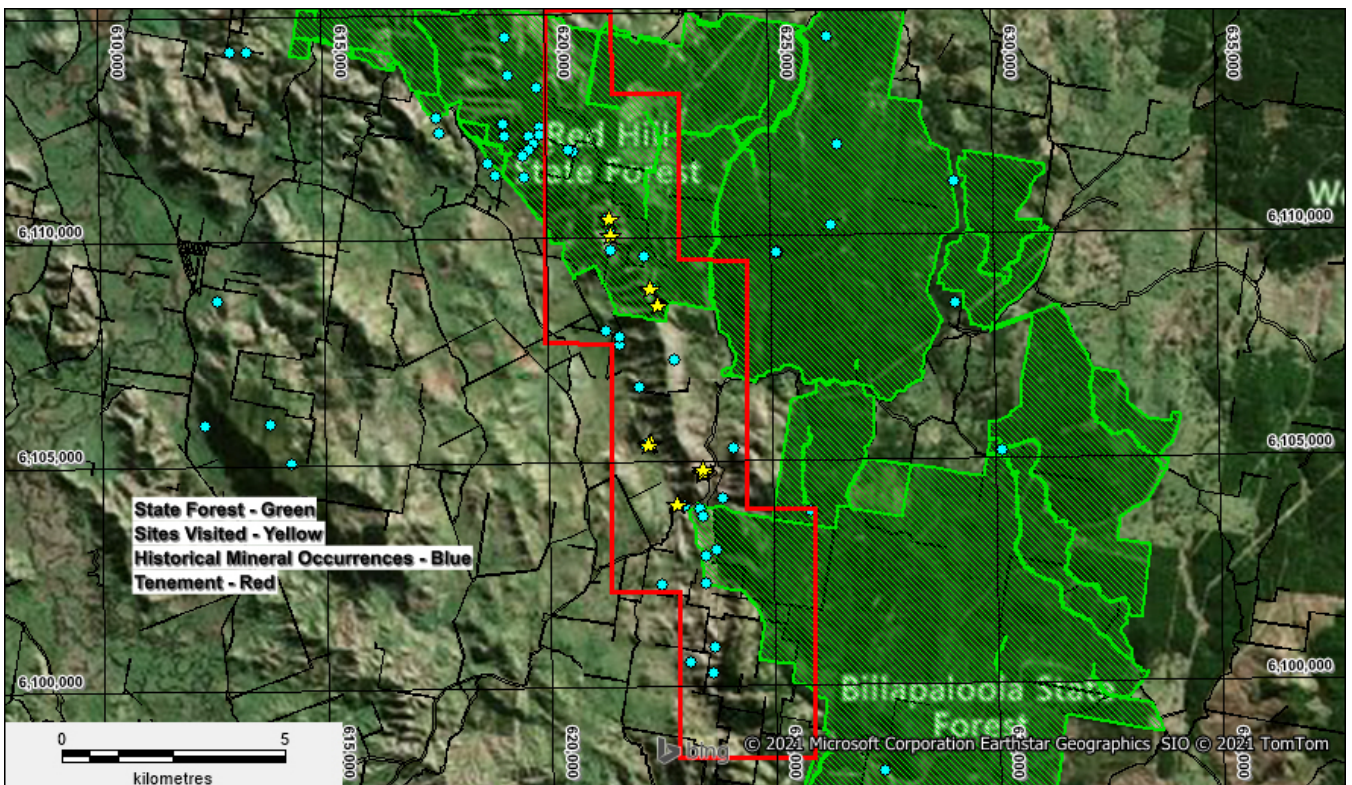 610,000
615,000
620,000
625,000
630,000
635,000
Red Hill
State Forest
We
6,110,000
6,110,000
6,105,000
6,105,000
State Forest - Green
Sites Visited - Yellow
Historical Mineral Occurrences - Blue
Tenement - Red
6,100,000
6,100,000
Billapaloola State
Forest
0
5
kilometres
615,000
620,000
625,000
630,000
635,000
bing
© 2021 Microsoft Corporation Earthstar Geographics SIO © 2021 TomTom